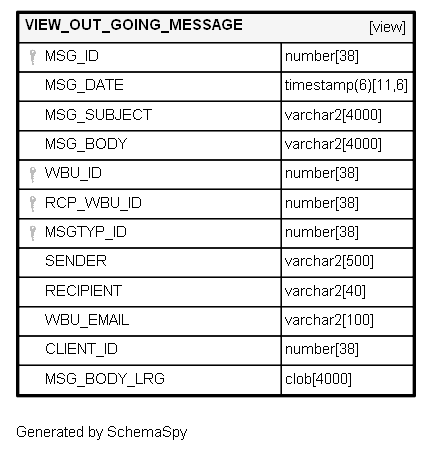 VIEW_OUT_GOING_MESSAGE [view]
MSG_ID number[38]
MSG_DATE timestamp(6)[11,6]
MSG_SUBJECT varchar2[4000]
MSG_BODY varchar2[4000]
WBU_ID number[38]
RCP_WBU_ID number[38]
MSGTYP_ID number[38]
SENDER varchar2[500]
RECIPIENT varchar2[40]
WBU_EMAIL varchar2[100]
CLIENT_ID number[38]
MSG_BODY_LRG clob[4000]
Generated by SchemaSpy